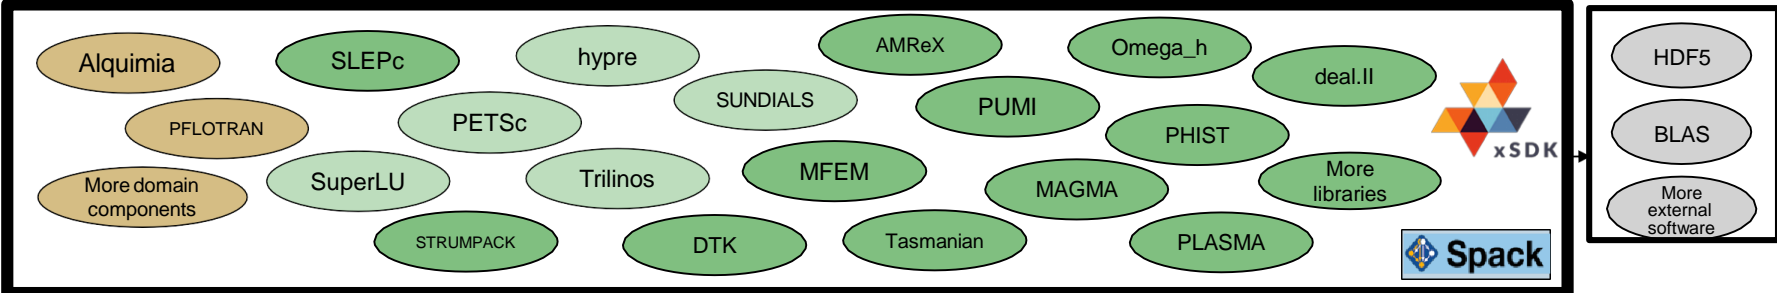 Alquimia
SLEPc
hypre
AMReX
Omega_h
deal.II
HDF5
PFLOTRAN
PETSc
SUNDIALS
PUMI
PHIST
xSDK
BLAS
More domain
components
SuperLU
Trilinos
MFEM
MAGMA
More
libraries
More
external
software
STRUMPACK
DTK
Tasmanian
PLASMA
Spack